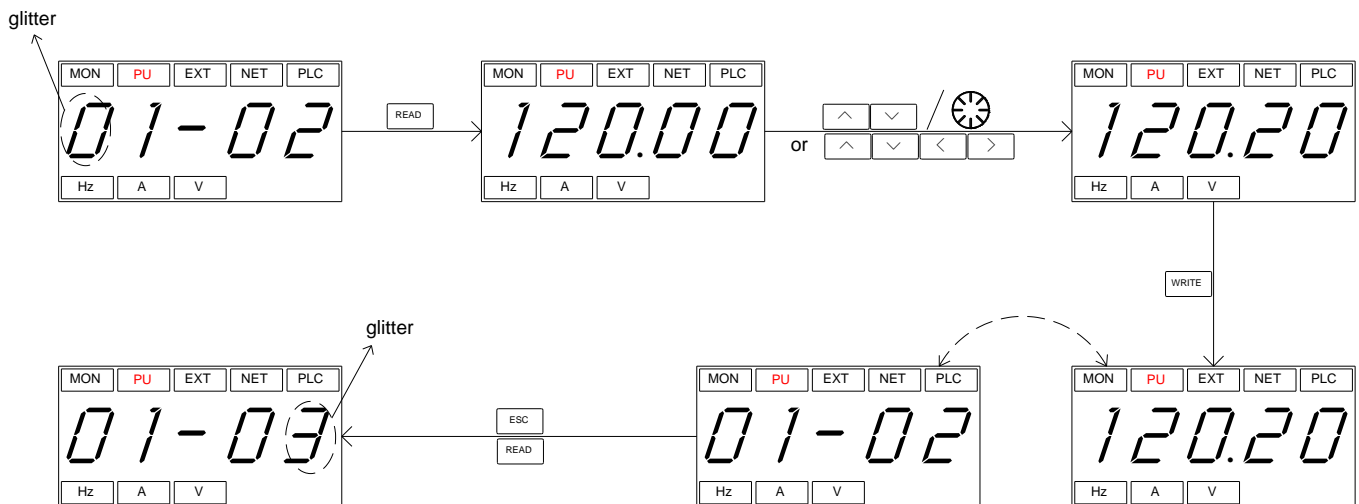 glitter
MON PU EXT NET PLC
01-02
Hz A V
READ
MON PU EXT NET PLC
120.00
Hz A V
or
MON PU EXT NET PLC
120.20
Hz A V
WRITE
glitter
MON PU EXT NET PLC
01-03
Hz A V
ESC
READ
MON PU EXT NET PLC
01-02
Hz A V
MON PU EXT NET PLC
120.20
Hz A V